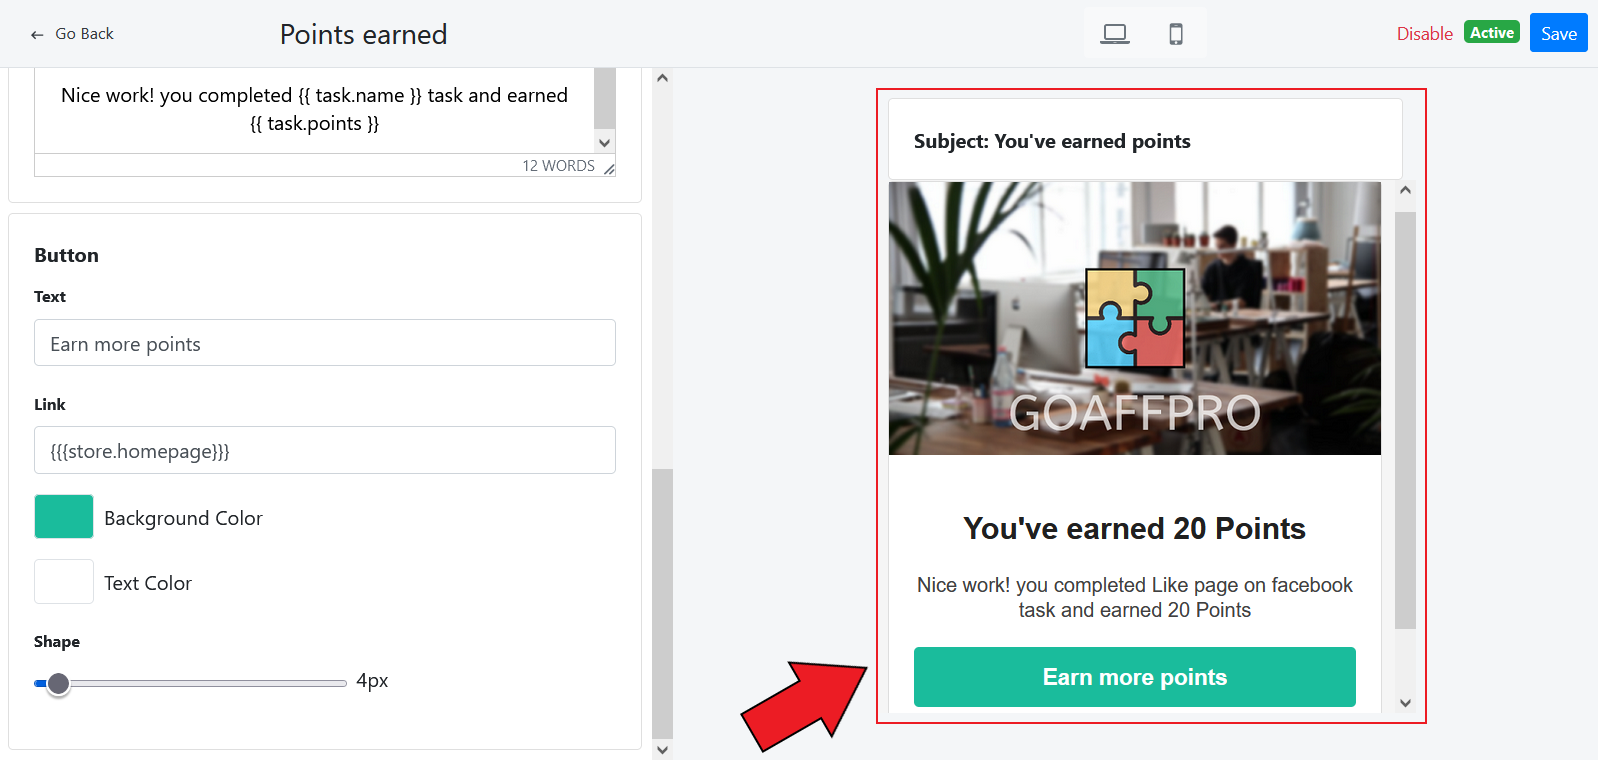 Go Back
Points earned
Disable
Active
Save
Nice work! you completed {{ task.name }} task and earned
{{ task.points }}
12 WORDS
Button
Text
Earn more points
Link
{{{store.homepage}}}
Background Color
Text Color
Shape
4px
Subject: You've earned points
GOAFFPRO
You've earned 20 Points
Nice work! you completed Like page on facebook
task and earned 20 Points
Earn more points